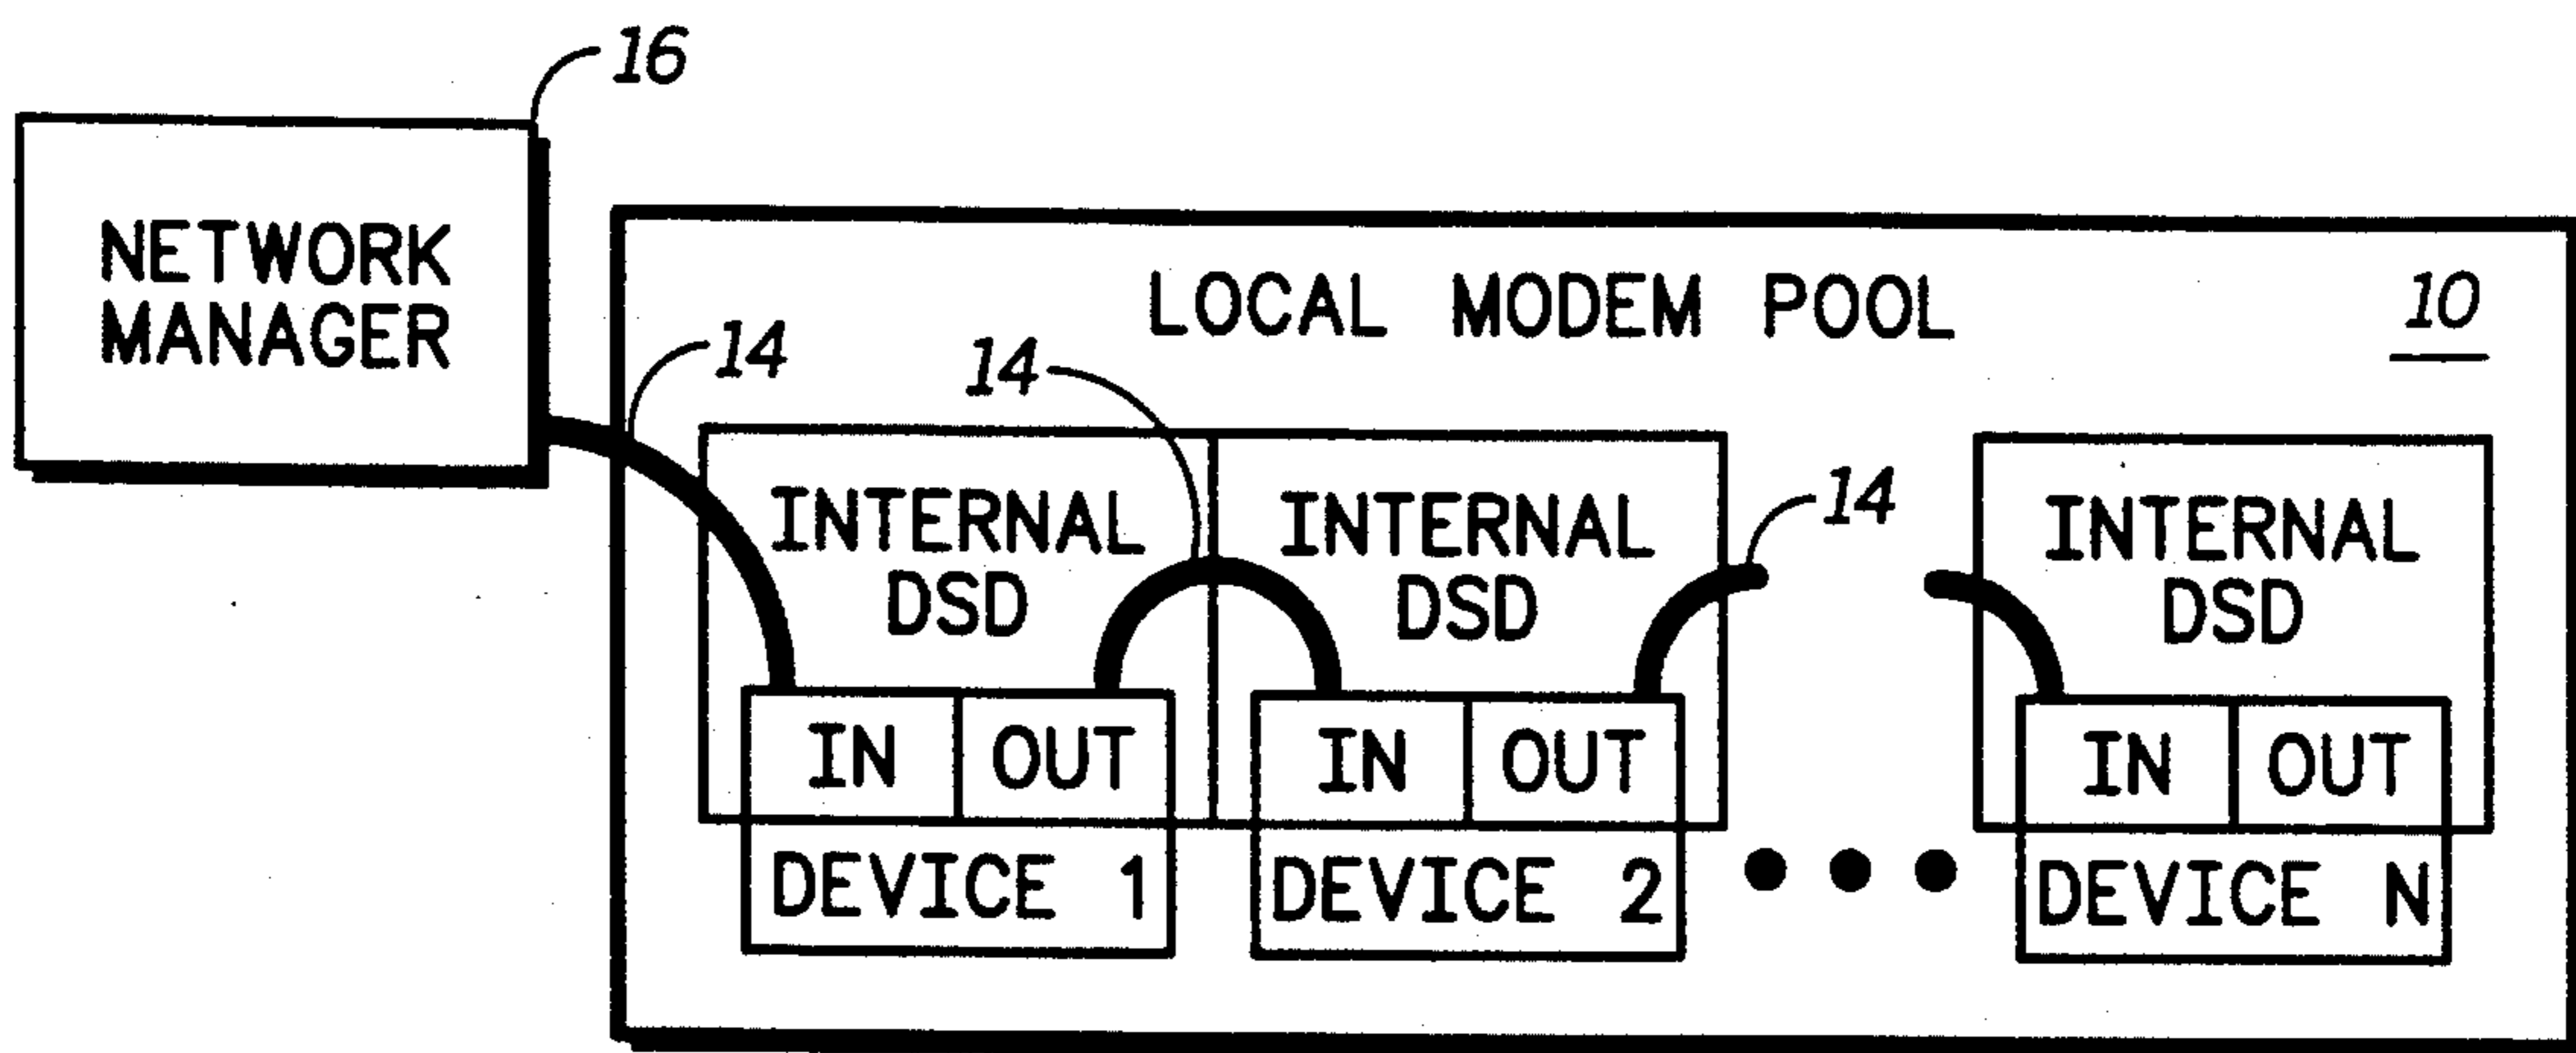 16
NETWORK
MANAGER
LOCAL MODEM POOL
10
14
14
14
INTERNAL
DSD
INTERNAL
DSD
INTERNAL
DSD
IN
OUT
IN
OUT
IN
OUT
DEVICE 1
DEVICE 2
DEVICE N